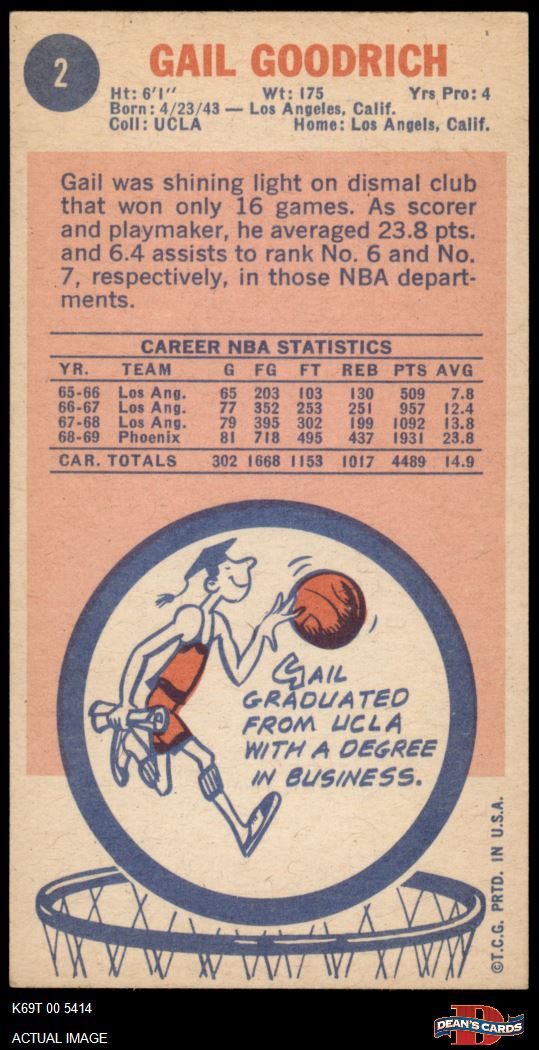 2
GAIL GOODRICH
Ht: 6'1" Wt: 175 Yrs Pro: 4
Born: 4/23/43 — Los Angeles, Calif.
Coll: UCLA Home: Los Angels, Calif.
Gail was shining light on dismal club
that won only 16 games. As scorer
and playmaker, he averaged 23.8 pts.
and 6.4 assists to rank No. 6 and No.
7, respectively, in those NBA depart-
ments.
CAREER NBA STATISTICS
YR. TEAM G FG FT REB PTS AVG
65-66 Los Ang. 65 203 103 130 509 7.8
66-67 Los Ang. 77 352 253 251 957 12.4
67-68 Los Ang. 79 395 302 199 1092 13.8
68-69 Phoenix 81 718 495 437 1931 23.8
CAR. TOTALS 302 1668 1153 1017 4489 14.9
GAIL
GRADUATED
FROM UCLA
WITH A DEGREE
IN BUSINESS.
©T.C.G. PRTD. IN U.S.A.
K69T 00 5414
ACTUAL IMAGE
D
DEAN'S CARDS